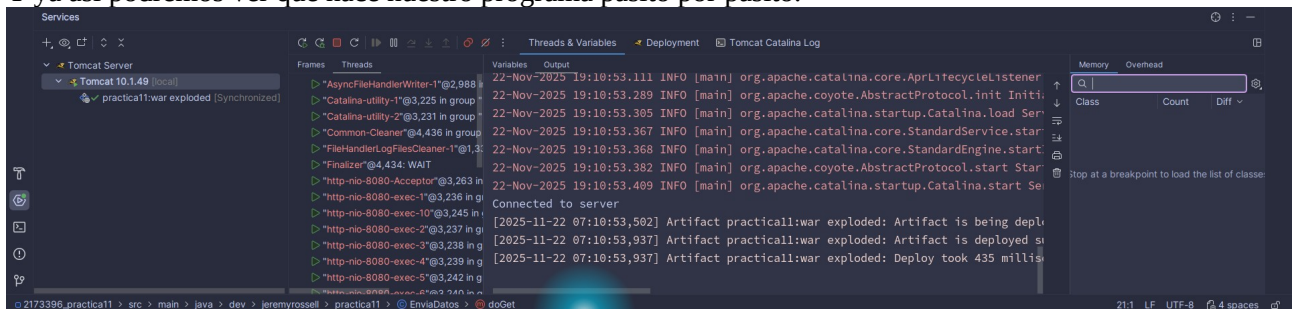 Y ya así podremos ver que hace nuestro programa pasito por pasito.
Services
Threads & Variables Deployment Tomcat Catalina Log
Tomcat Server
Tomcat 10.1.49 [local]
practica11:war exploded [Synchronized]
Frames Threads
"AsyncFileHandlerWriter-1"@2,988
"Catalina-utility-1"@3,225 in group "
"Catalina-utility-2"@3,231 in group "
"Common-Cleaner"@4,436 in group
"FileHandlerLogFilesCleaner-1"@1,3
"Finalizer"@4,434: WAIT
"http-nio-8080-Acceptor"@3,263 in
"http-nio-8080-exec-1"@3,236 in g
"http-nio-8080-exec-10"@3,245 in
"http-nio-8080-exec-2"@3,237 in g
"http-nio-8080-exec-3"@3,238 in g
"http-nio-8080-exec-4"@3,239 in g
"http-nio-8080-exec-5"@3,242 in g
"http-nio-8080-exec-6"@3,240 in g
Variables Output
22-Nov-2025 19:10:53.111 INFO [main] org.apache.catalina.core.AprLifecycleListener
22-Nov-2025 19:10:53.289 INFO [main] org.apache.coyote.AbstractProtocol.init Initi
22-Nov-2025 19:10:53.305 INFO [main] org.apache.catalina.startup.Catalina.load Ser
22-Nov-2025 19:10:53.367 INFO [main] org.apache.catalina.core.StandardService.star
22-Nov-2025 19:10:53.368 INFO [main] org.apache.catalina.core.StandardEngine.start
22-Nov-2025 19:10:53.382 INFO [main] org.apache.coyote.AbstractProtocol.start Star
22-Nov-2025 19:10:53.409 INFO [main] org.apache.catalina.startup.Catalina.start Se
Connected to server
[2025-11-22 07:10:53,502] Artifact practica11:war exploded: Artifact is being depl
[2025-11-22 07:10:53,937] Artifact practica11:war exploded: Artifact is deployed s
[2025-11-22 07:10:53,937] Artifact practica11:war exploded: Deploy took 435 millis
Memory Overhead
Class Count Diff
Stop at a breakpoint to load the list of classe
2173396_practica11 > src > main > java > dev > jeremyrossell > practica11 > EnviaDatos > doGet
21:1 LF UTF-8 4 spaces